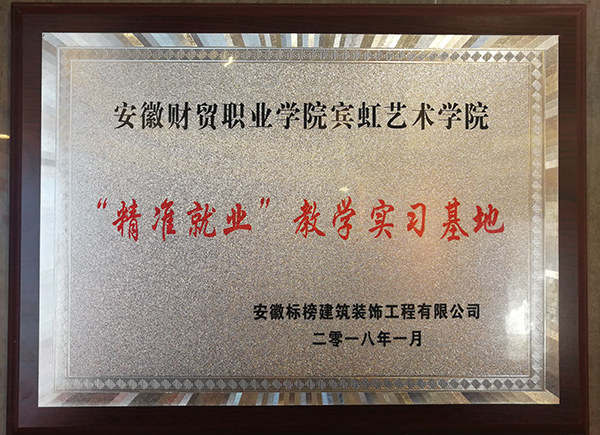 安徽财贸职业学院宾虹艺术学院
“精准就业”教学实习基地
安徽标榜建筑装饰工程有限公司
二零一八年一月